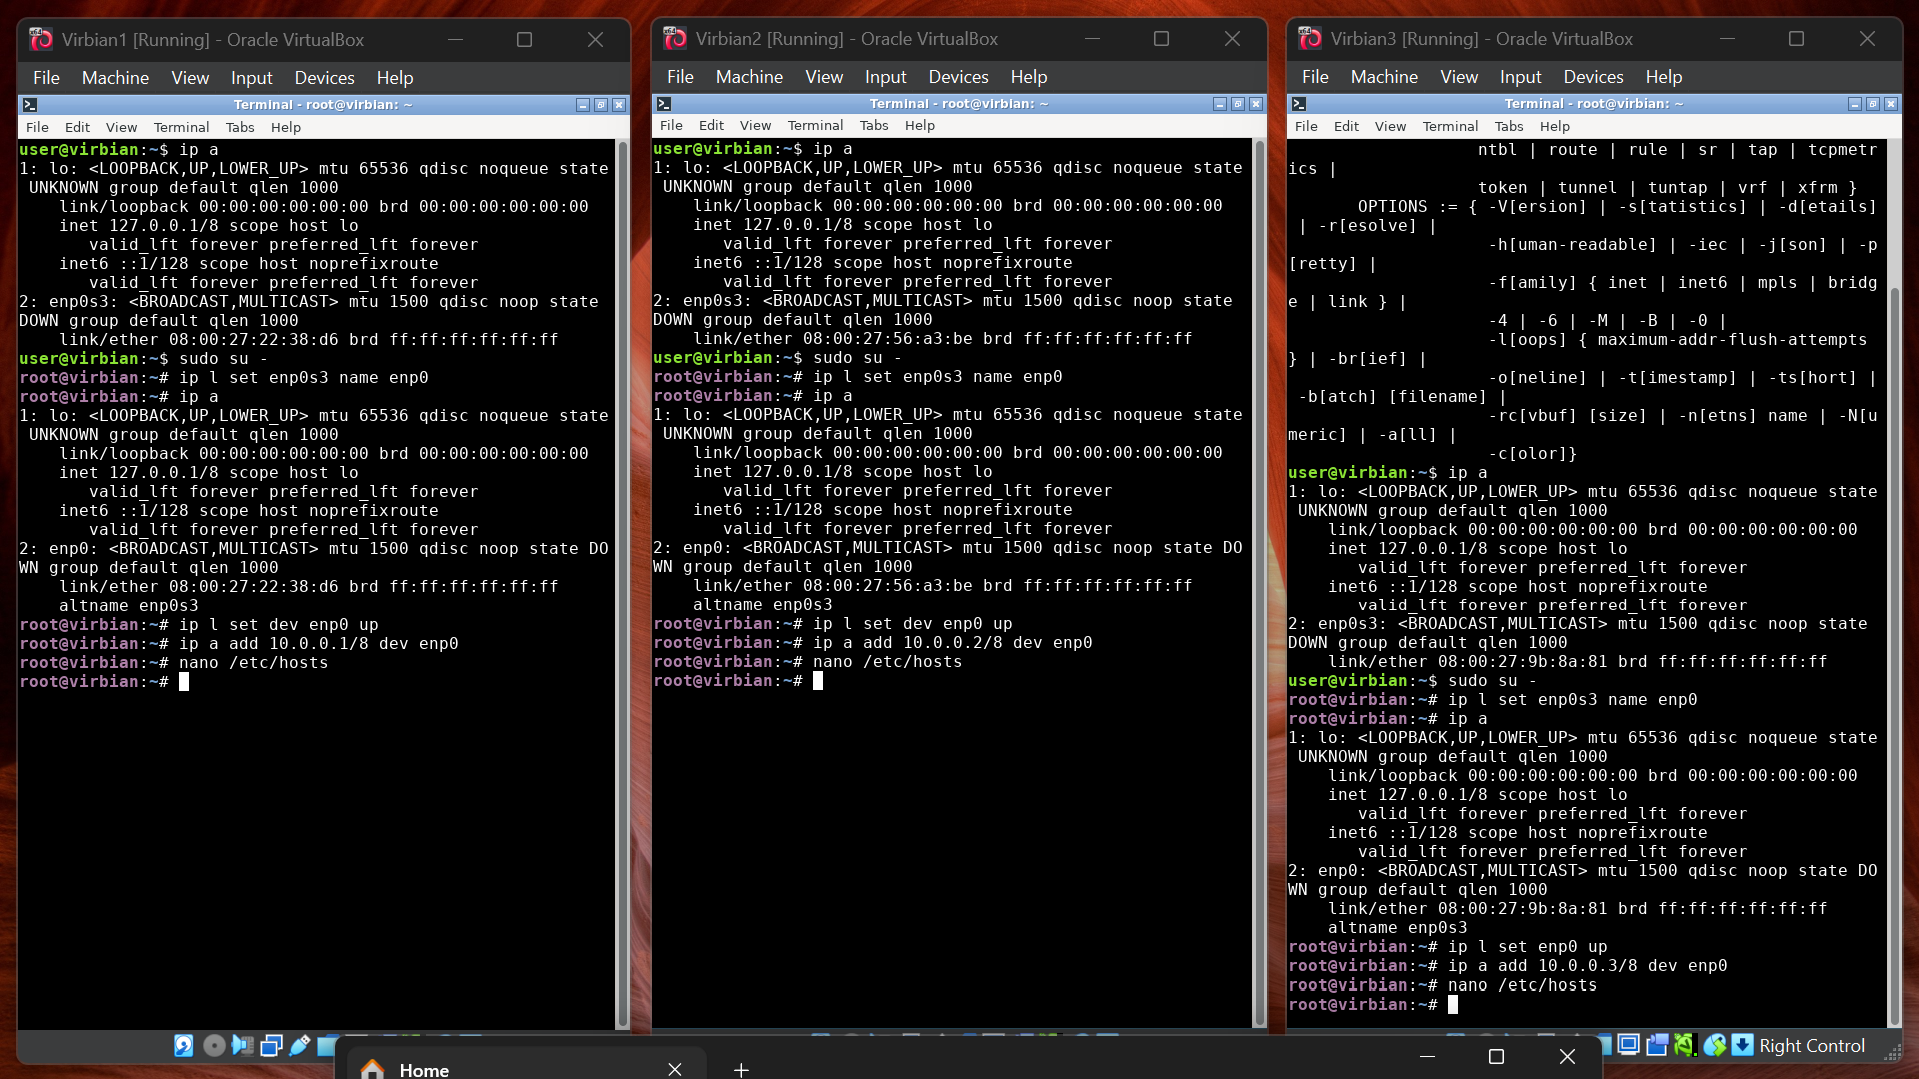 Virbian1 [Running] - Oracle VirtualBox
File Machine View Input Devices Help
Terminal - root@virbian: ~
File Edit View Terminal Tabs Help
user@virbian:~$ ip a
1: lo: <LOOPBACK,UP,LOWER_UP> mtu 65536 qdisc noqueue state
 UNKNOWN group default qlen 1000
    link/loopback 00:00:00:00:00:00 brd 00:00:00:00:00:00
    inet 127.0.0.1/8 scope host lo
       valid_lft forever preferred_lft forever
    inet6 ::1/128 scope host noprefixroute
       valid_lft forever preferred_lft forever
2: enp0s3: <BROADCAST,MULTICAST> mtu 1500 qdisc noop state
DOWN group default qlen 1000
    link/ether 08:00:27:22:38:d6 brd ff:ff:ff:ff:ff:ff
user@virbian:~$ sudo su -
root@virbian:~# ip l set enp0s3 name enp0
root@virbian:~# ip a
1: lo: <LOOPBACK,UP,LOWER_UP> mtu 65536 qdisc noqueue state
 UNKNOWN group default qlen 1000
    link/loopback 00:00:00:00:00:00 brd 00:00:00:00:00:00
    inet 127.0.0.1/8 scope host lo
       valid_lft forever preferred_lft forever
    inet6 ::1/128 scope host noprefixroute
       valid_lft forever preferred_lft forever
2: enp0: <BROADCAST,MULTICAST> mtu 1500 qdisc noop state DO
WN group default qlen 1000
    link/ether 08:00:27:22:38:d6 brd ff:ff:ff:ff:ff:ff
    altname enp0s3
root@virbian:~# ip l set dev enp0 up
root@virbian:~# ip a add 10.0.0.1/8 dev enp0
root@virbian:~# nano /etc/hosts
root@virbian:~#
Virbian2 [Running] - Oracle VirtualBox
File Machine View Input Devices Help
Terminal - root@virbian: ~
File Edit View Terminal Tabs Help
user@virbian:~$ ip a
1: lo: <LOOPBACK,UP,LOWER_UP> mtu 65536 qdisc noqueue state
 UNKNOWN group default qlen 1000
    link/loopback 00:00:00:00:00:00 brd 00:00:00:00:00:00
    inet 127.0.0.1/8 scope host lo
       valid_lft forever preferred_lft forever
    inet6 ::1/128 scope host noprefixroute
       valid_lft forever preferred_lft forever
2: enp0s3: <BROADCAST,MULTICAST> mtu 1500 qdisc noop state
DOWN group default qlen 1000
    link/ether 08:00:27:56:a3:be brd ff:ff:ff:ff:ff:ff
user@virbian:~$ sudo su -
root@virbian:~# ip l set enp0s3 name enp0
root@virbian:~# ip a
1: lo: <LOOPBACK,UP,LOWER_UP> mtu 65536 qdisc noqueue state
 UNKNOWN group default qlen 1000
    link/loopback 00:00:00:00:00:00 brd 00:00:00:00:00:00
    inet 127.0.0.1/8 scope host lo
       valid_lft forever preferred_lft forever
    inet6 ::1/128 scope host noprefixroute
       valid_lft forever preferred_lft forever
2: enp0: <BROADCAST,MULTICAST> mtu 1500 qdisc noop state DO
WN group default qlen 1000
    link/ether 08:00:27:56:a3:be brd ff:ff:ff:ff:ff:ff
    altname enp0s3
root@virbian:~# ip l set dev enp0 up
root@virbian:~# ip a add 10.0.0.2/8 dev enp0
root@virbian:~# nano /etc/hosts
root@virbian:~#
Virbian3 [Running] - Oracle VirtualBox
File Machine View Input Devices Help
Terminal - root@virbian: ~
File Edit View Terminal Tabs Help
                   ntbl | route | rule | sr | tap | tcpmetr
ics |
                   token | tunnel | tuntap | vrf | xfrm }
       OPTIONS := { -V[ersion] | -s[tatistics] | -d[etails]
 | -r[esolve] |
                    -h[uman-readable] | -iec | -j[son] | -p
[retty] |
                    -f[amily] { inet | inet6 | mpls | bridg
e | link } |
                    -4 | -6 | -M | -B | -0 |
                    -l[oops] { maximum-addr-flush-attempts
} | -br[ief] |
                    -o[neline] | -t[imestamp] | -ts[hort] |
 -b[atch] [filename] |
                    -rc[vbuf] [size] | -n[etns] name | -N[u
meric] | -a[ll] |
                    -c[olor]}
user@virbian:~$ ip a
1: lo: <LOOPBACK,UP,LOWER_UP> mtu 65536 qdisc noqueue state
 UNKNOWN group default qlen 1000
    link/loopback 00:00:00:00:00:00 brd 00:00:00:00:00:00
    inet 127.0.0.1/8 scope host lo
       valid_lft forever preferred_lft forever
    inet6 ::1/128 scope host noprefixroute
       valid_lft forever preferred_lft forever
2: enp0s3: <BROADCAST,MULTICAST> mtu 1500 qdisc noop state
DOWN group default qlen 1000
    link/ether 08:00:27:9b:8a:81 brd ff:ff:ff:ff:ff:ff
user@virbian:~$ sudo su -
root@virbian:~# ip l set enp0s3 name enp0
root@virbian:~# ip a
1: lo: <LOOPBACK,UP,LOWER_UP> mtu 65536 qdisc noqueue state
 UNKNOWN group default qlen 1000
    link/loopback 00:00:00:00:00:00 brd 00:00:00:00:00:00
    inet 127.0.0.1/8 scope host lo
       valid_lft forever preferred_lft forever
    inet6 ::1/128 scope host noprefixroute
       valid_lft forever preferred_lft forever
2: enp0: <BROADCAST,MULTICAST> mtu 1500 qdisc noop state DO
WN group default qlen 1000
    link/ether 08:00:27:9b:8a:81 brd ff:ff:ff:ff:ff:ff
    altname enp0s3
root@virbian:~# ip l set enp0 up
root@virbian:~# ip a add 10.0.0.3/8 dev enp0
root@virbian:~# nano /etc/hosts
root@virbian:~#
Right Control
Home